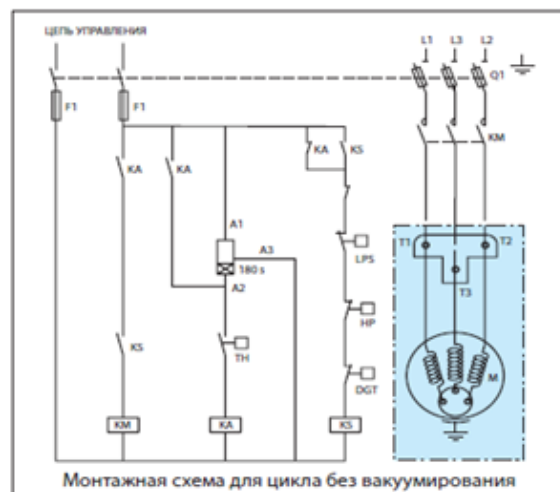 ЦЕПЬ УПРАВЛЕНИЯ
L1 L3 L2
Q1
F1 F1
KM
KA KA KA KS
A1
A3
LPS
180 s
A2
T1 T2
T3
HP
TH
KS
DGT
M
KM KA KS
Монтажная схема для цикла без вакуумирования